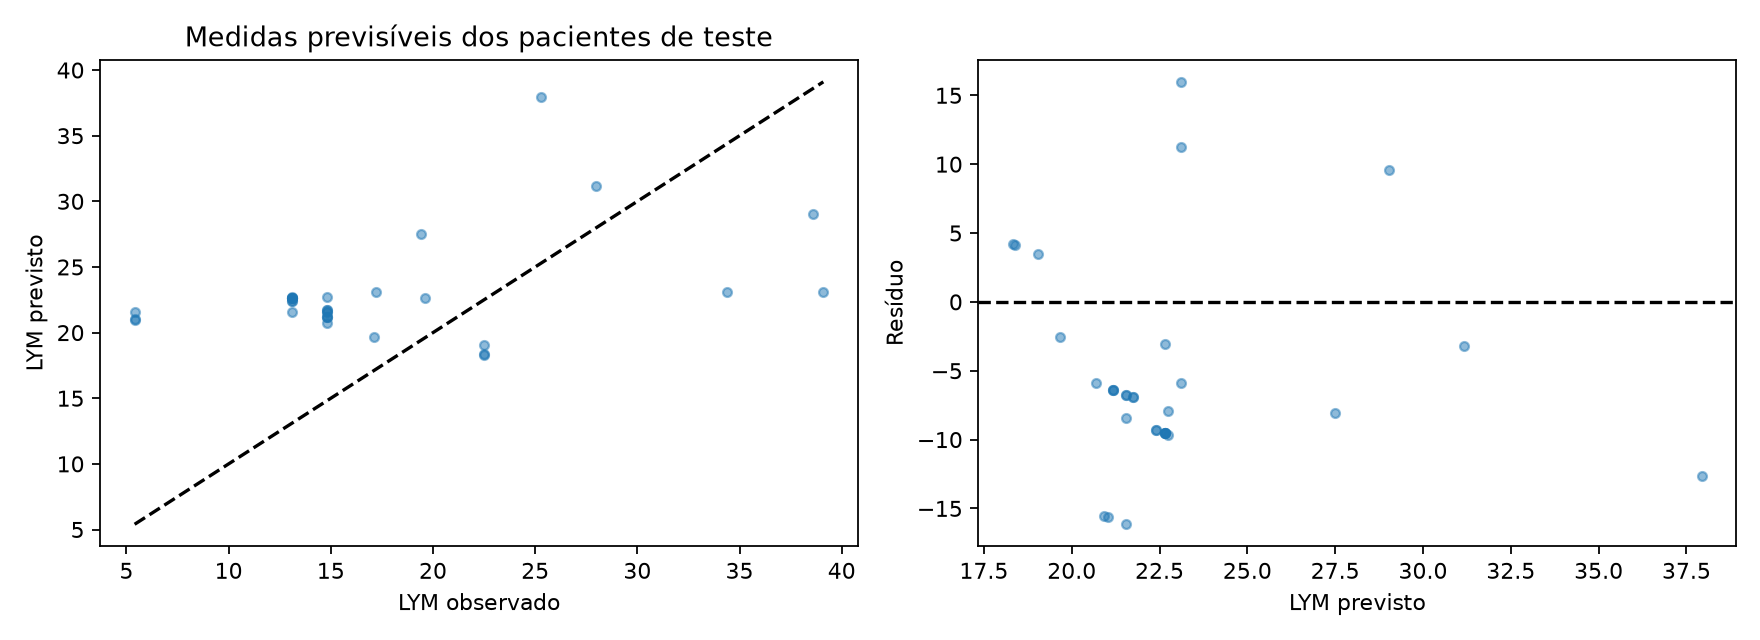 Medidas previsíveis dos pacientes de teste
40
35
30
25
20
15
10
5
LYM previsto
5 10 15 20 25 30 35 40
LYM observado
15
10
5
0
−5
−10
−15
Resíduo
17.5 20.0 22.5 25.0 27.5 30.0 32.5 35.0 37.5
LYM previsto